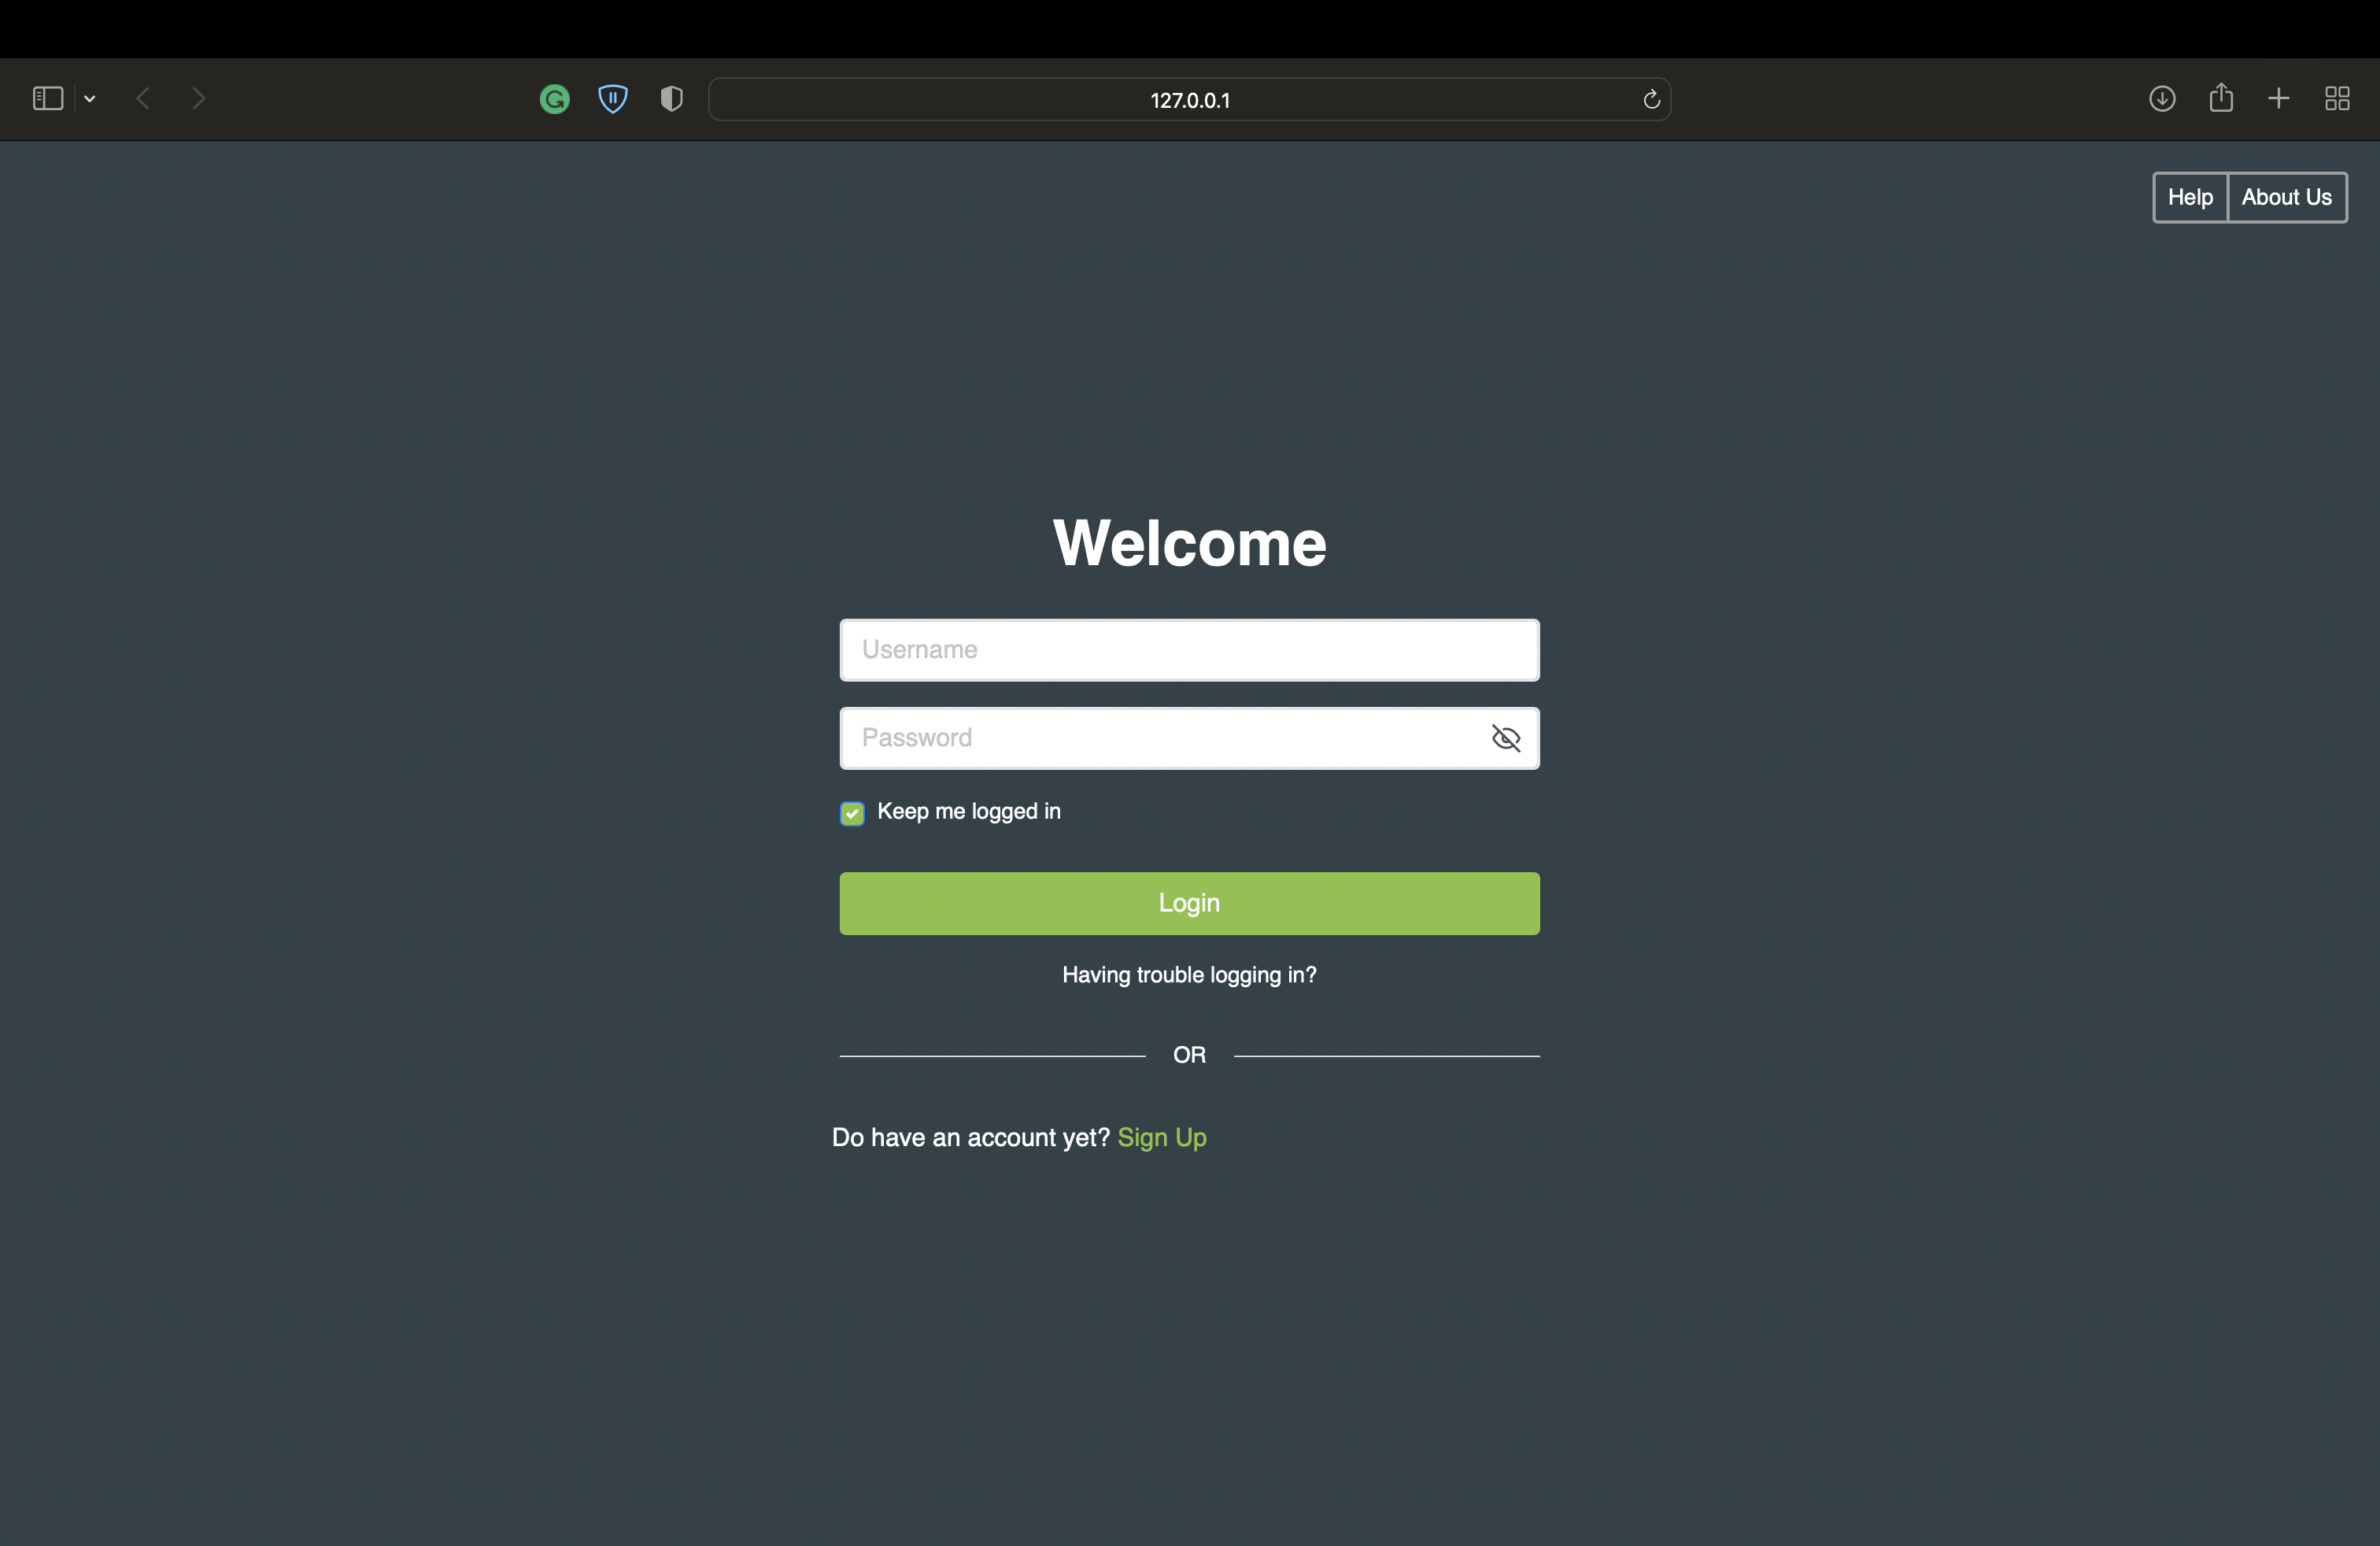 127.0.0.1
Help About Us
Welcome
Username
Password
Keep me logged in
Login
Having trouble logging in?
OR
Do have an account yet? Sign Up